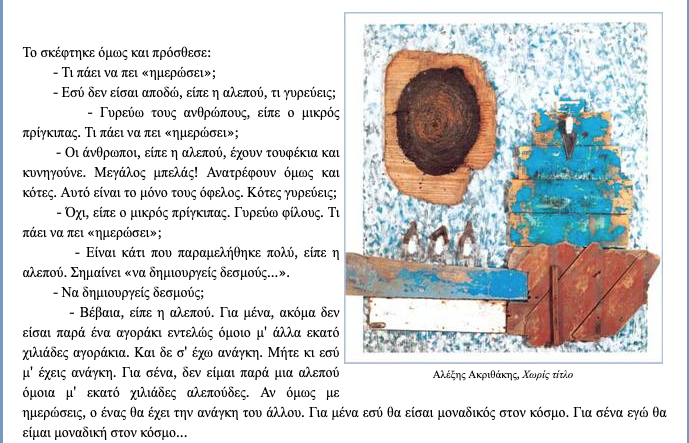 Το σκέφτηκε όμως και πρόσθεσε:
- Τι πάει να πει «ημερώσει»;
- Εσύ δεν είσαι αποδώ, είπε η αλεπού, τι γυρεύεις;
- Γυρεύω τους ανθρώπους, είπε ο μικρός
πρίγκιπας. Τι πάει να πει «ημερώσει»;
- Οι άνθρωποι, είπε η αλεπού, έχουν τουφέκια και
κυνηγούνε. Μεγάλος μπελάς! Ανατρέφουν όμως και
κότες. Αυτό είναι το μόνο τους όφελος. Κότες γυρεύεις;
- Όχι, είπε ο μικρός πρίγκιπας. Γυρεύω φίλους. Τι
πάει να πει «ημερώσει»;
- Είναι κάτι που παραμελήθηκε πολύ, είπε η
αλεπού. Σημαίνει «να δημιουργείς δεσμούς...».
- Να δημιουργείς δεσμούς;
- Βέβαια, είπε η αλεπού. Για μένα, ακόμα δεν
είσαι παρά ένα αγοράκι εντελώς όμοιο μ' άλλα εκατό
χιλιάδες αγοράκια. Και δε σ' έχω ανάγκη. Μήτε κι εσύ
μ' έχεις ανάγκη. Για σένα, δεν είμαι παρά μια αλεπού
όμοια μ' εκατό χιλιάδες αλεπούδες. Αν όμως με
ημερώσεις, ο ένας θα έχει την ανάγκη του άλλου. Για μένα εσύ θα είσαι μοναδικός στον κόσμο. Για σένα εγώ θα
είμαι μοναδική στον κόσμο...
Αλέξης Ακριθάκης, Χωρίς τίτλο